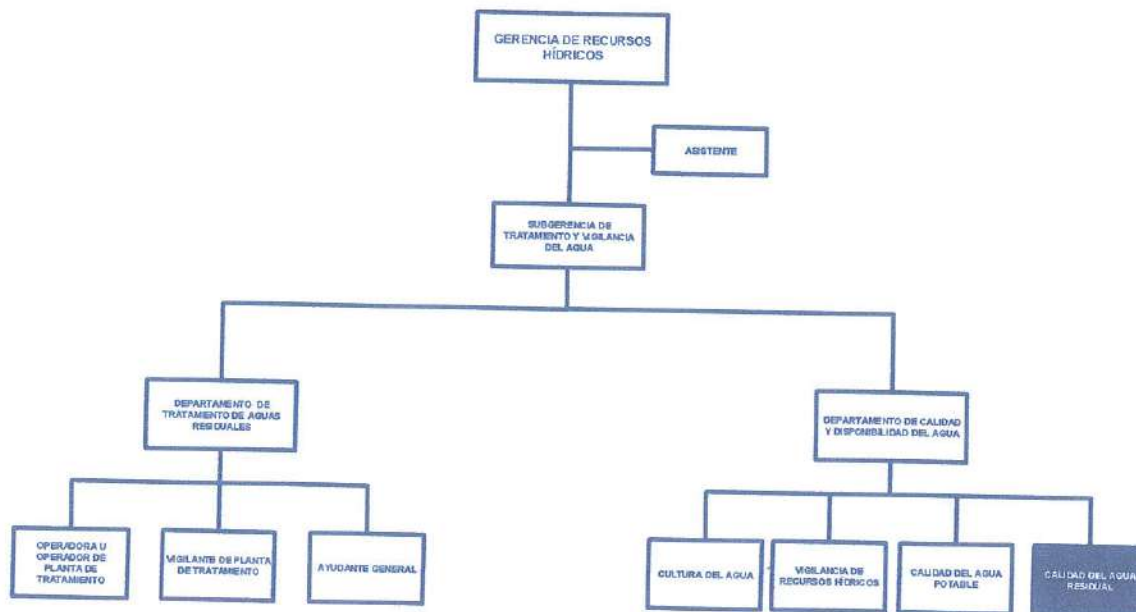 GERENCIA DE RECURSOS
HÍDRICOS
ASISTENTE
SUBGERENCIA DE
TRATAMIENTO Y VIGILANCIA
DEL AGUA
DEPARTAMENTO DE
TRATAMIENTO DE AGUAS
RESIDUALES
DEPARTAMENTO DE CALIDAD
Y DISPONIBILIDAD DEL AGUA
OPERADORA U
OPERADOR DE
PLANTA DE
TRATAMIENTO
VIGILANTE DE PLANTA
DE TRATAMIENTO
AYUDANTE GENERAL
CULTURA DEL AGUA
VIGILANCIA DE
RECURSOS HÍDRICOS
CALIDAD DEL AGUA
POTABLE
CALIDAD DEL AGUA
RESIDUAL